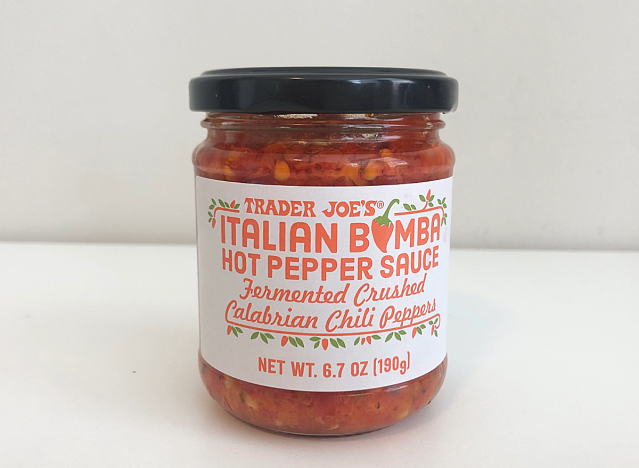 TRADER JOE'S®
ITALIAN BOMBA
HOT PEPPER SAUCE
Fermented Crushed
Calabrian Chili Peppers
NET WT. 6.7 OZ (190g)